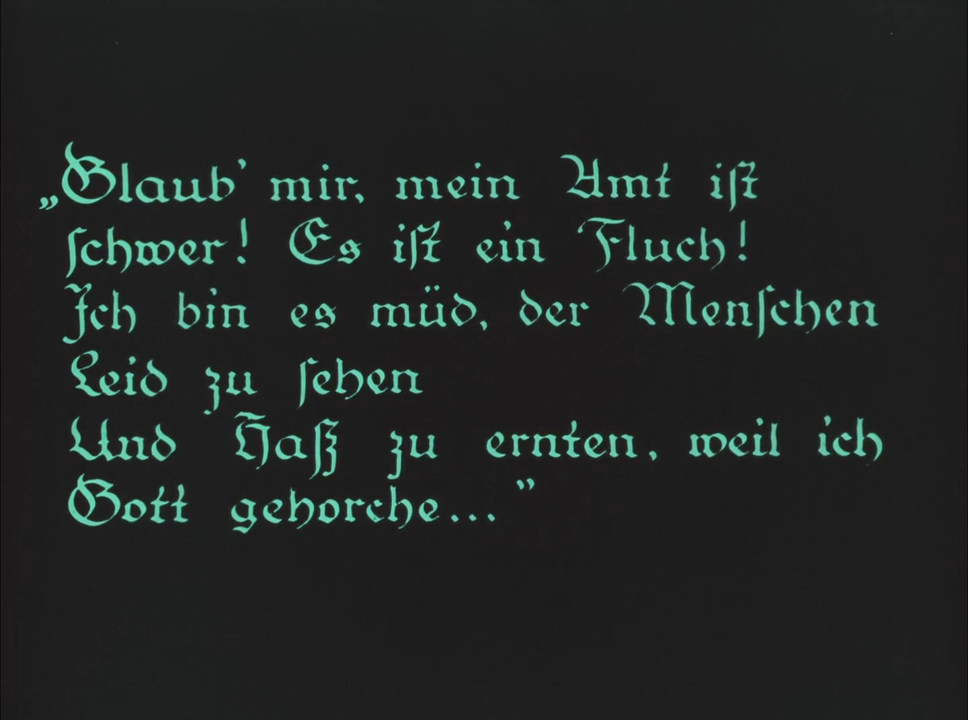 „Glaub' mir, mein Amt iſt
ſchwer! Es iſt ein Fluch!
Ich bin es müd, der Menſchen
Leid zu ſehen
Und Haß zu ernten, weil ich
Gott gehorche..."